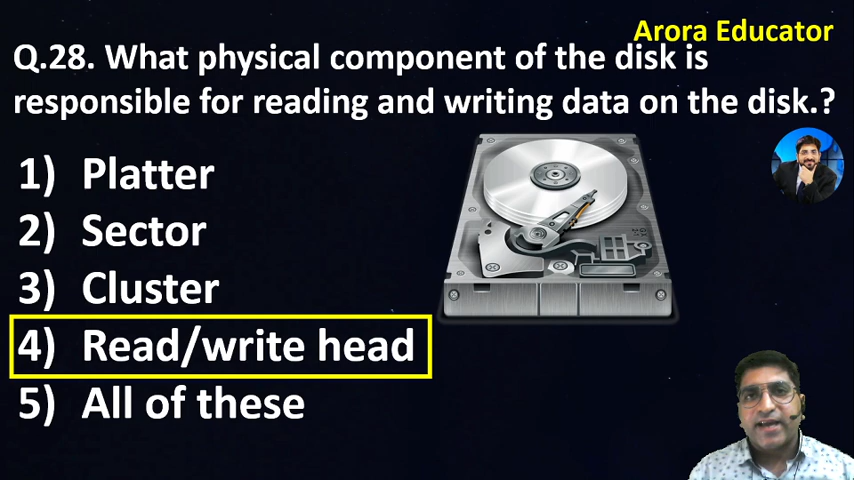 Arora Educator
Q.28. What physical component of the disk is
responsible for reading and writing data on the disk.?
1) Platter
2) Sector
3) Cluster
4) Read/write head
5) All of these